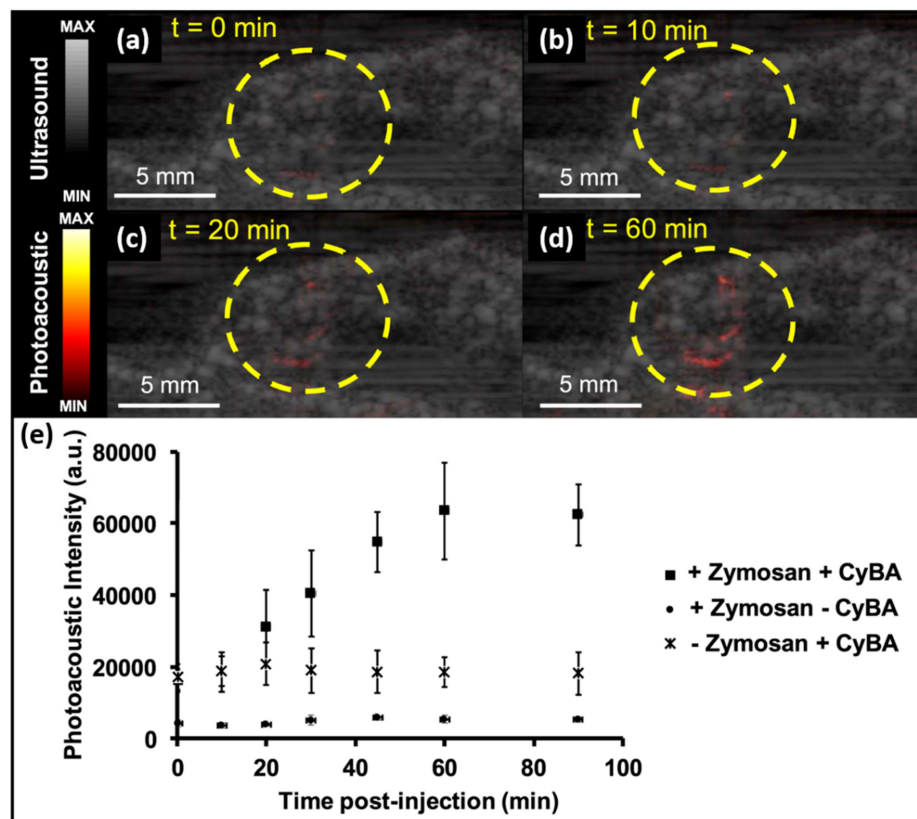 MAX
Ultrasound
MIN
MAX
Photoacoustic
MIN
(a) t = 0 min
5 mm
(b) t = 10 min
5 mm
(c) t = 20 min
5 mm
(d) t = 60 min
5 mm
(e)
Photoacoustic Intensity (a.u.)
80000
60000
40000
20000
0
0 20 40 60 80 100
Time post-injection (min)
+ Zymosan + CyBA
+ Zymosan - CyBA
- Zymosan + CyBA